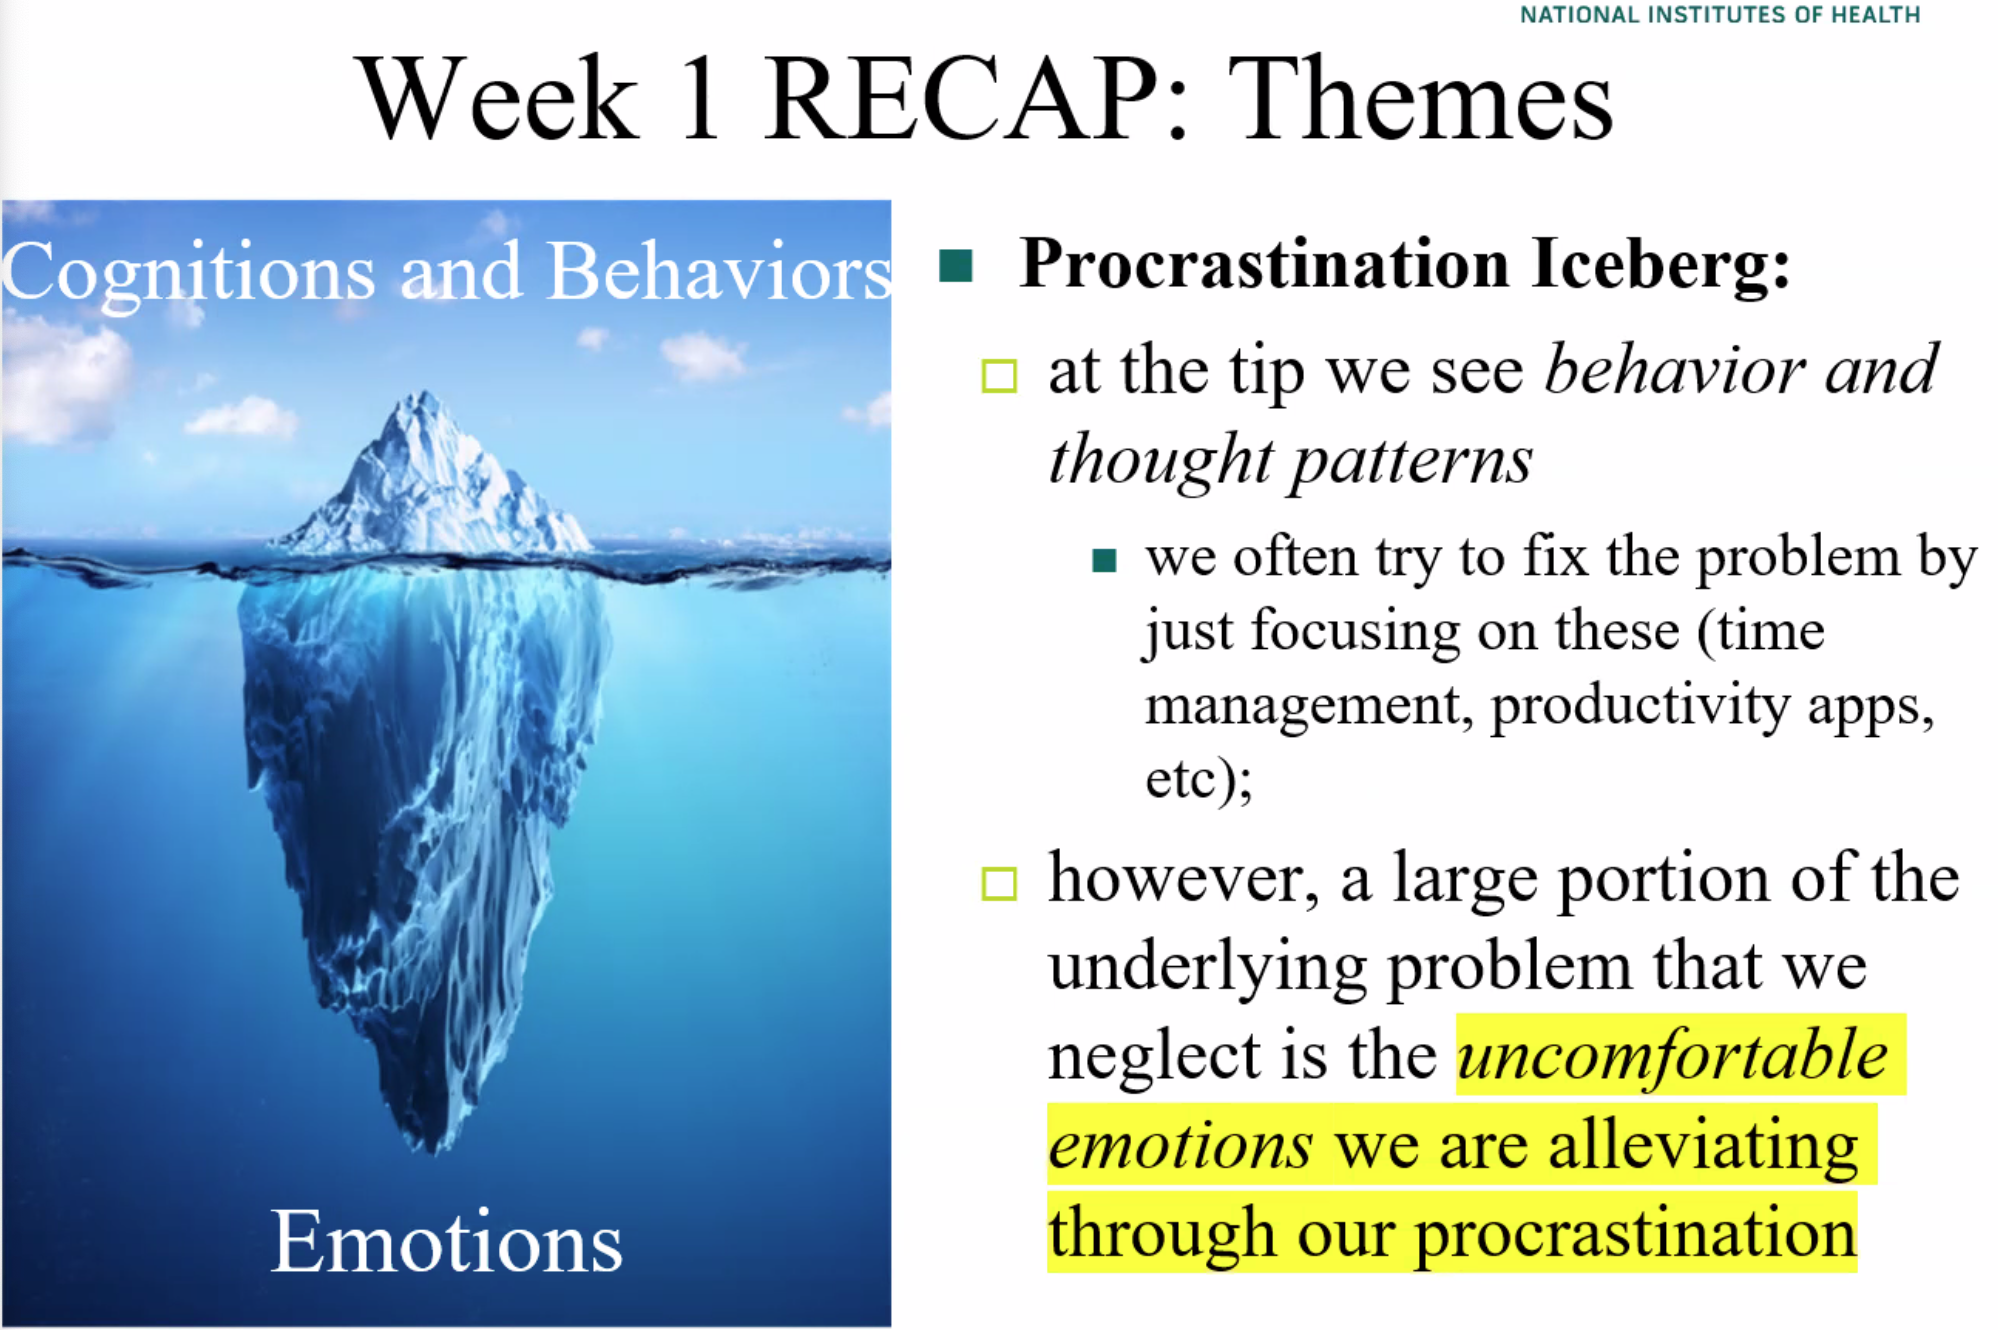 NATIONAL INSTITUTES OF HEALTH
Week 1 RECAP: Themes
Cognitions and Behaviors
Emotions
Procrastination Iceberg:
at the tip we see behavior and
thought patterns
we often try to fix the problem by
just focusing on these (time
management, productivity apps,
etc);
however, a large portion of the
underlying problem that we
neglect is the uncomfortable
emotions we are alleviating
through our procrastination